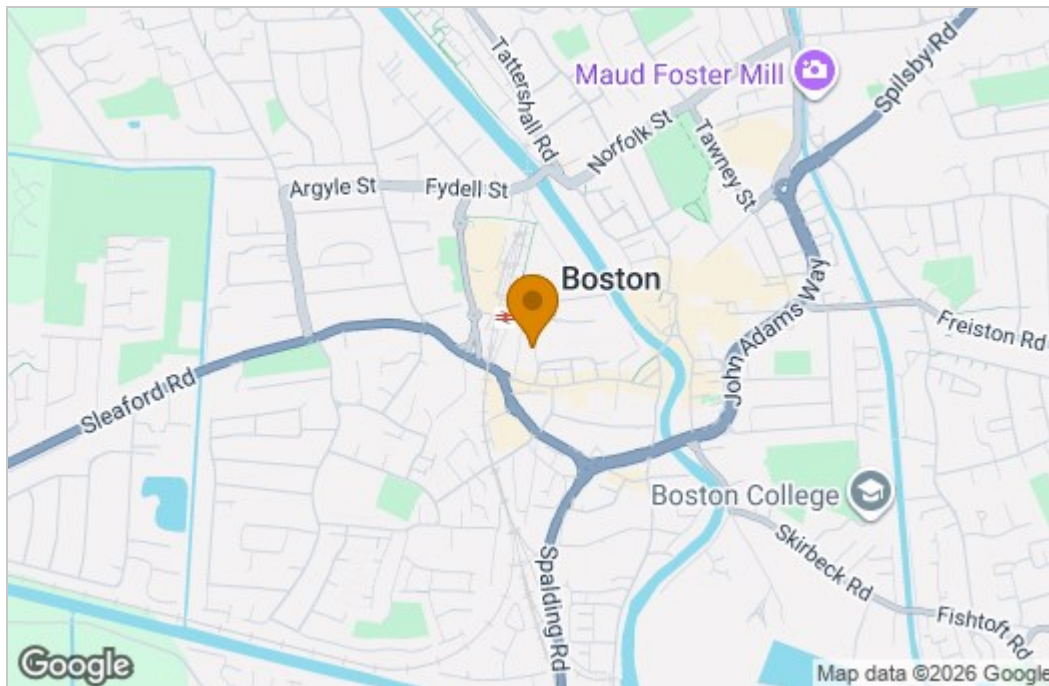 Maud Foster Mill
Spilsby Rd
Tattershall Rd
Norfolk St
Tawney St
Argyle St
Fydell St
Boston
John Adams Way
Freiston Rd
Sleaford Rd
Boston College
Skirbeck Rd
Spalding Rd
Fishtoft Rd
Google
Map data ©2026 Google